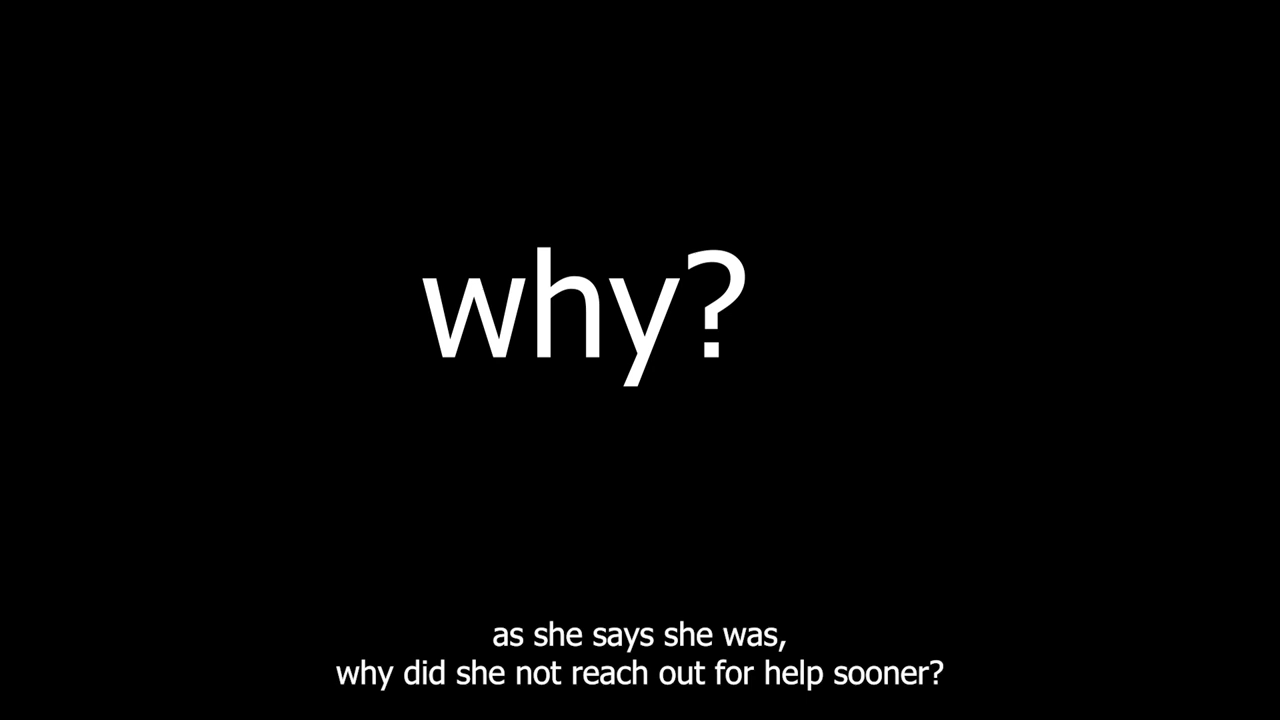 why?
as she says she was,
why did she not reach out for help sooner?